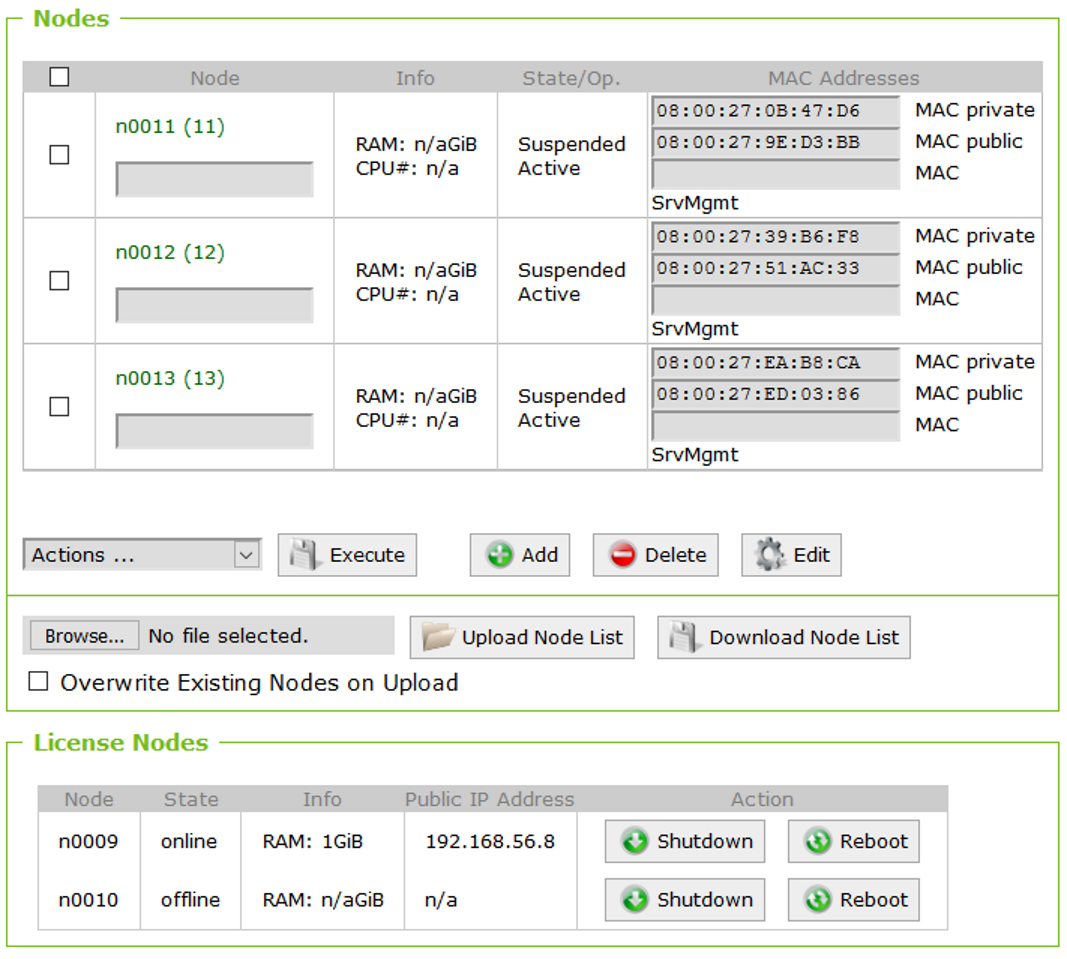 Nodes
Node Info State/Op. MAC Addresses
n0011 (11)
RAM: n/aGiB
CPU#: n/a
Suspended
Active
08:00:27:0B:47:D6 MAC private
08:00:27:9E:D3:BB MAC public
MAC
SrvMgmt
n0012 (12)
RAM: n/aGiB
CPU#: n/a
Suspended
Active
08:00:27:39:B6:F8 MAC private
08:00:27:51:AC:33 MAC public
MAC
SrvMgmt
n0013 (13)
RAM: n/aGiB
CPU#: n/a
Suspended
Active
08:00:27:EA:B8:CA MAC private
08:00:27:ED:03:86 MAC public
MAC
SrvMgmt
Actions ... Execute Add Delete Edit
Browse... No file selected. Upload Node List Download Node List
Overwrite Existing Nodes on Upload
License Nodes
Node State Info Public IP Address Action
n0009 online RAM: 1GiB 192.168.56.8 Shutdown Reboot
n0010 offline RAM: n/aGiB n/a Shutdown Reboot